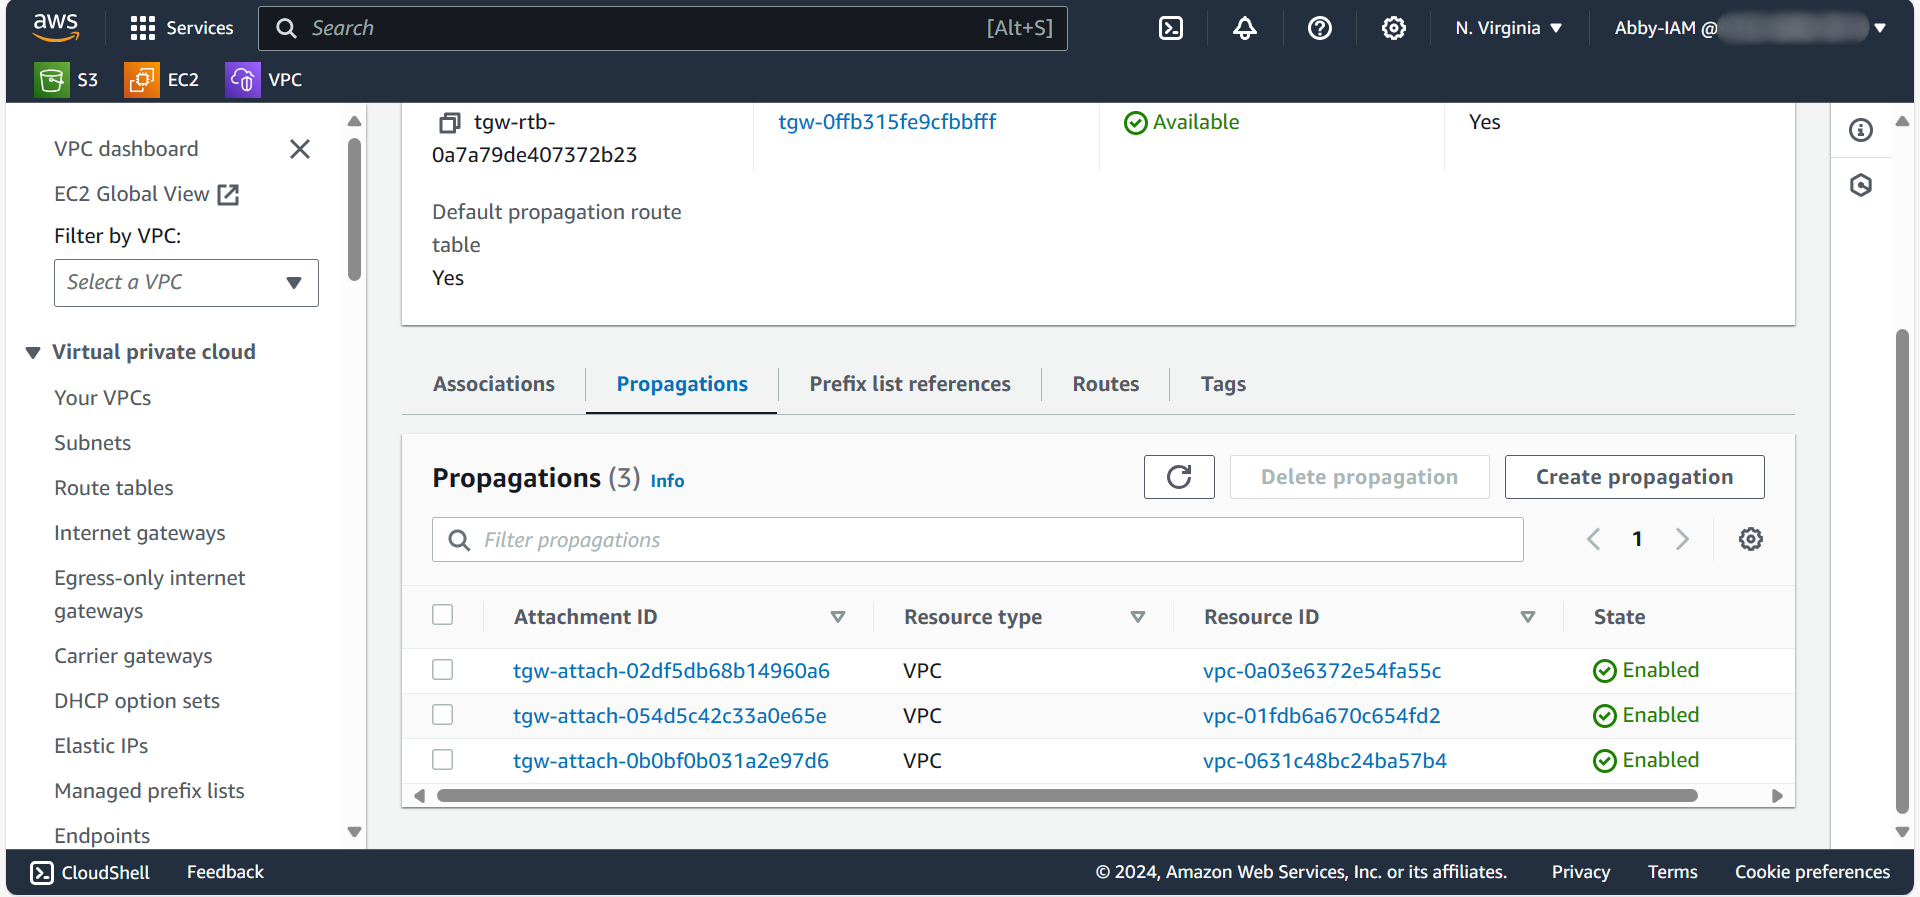 aws
Services
Search
[Alt+S]
N. Virginia
Abby-IAM @
S3
EC2
VPC
VPC dashboard
EC2 Global View
Filter by VPC:
Select a VPC
Virtual private cloud
Your VPCs
Subnets
Route tables
Internet gateways
Egress-only internet
gateways
Carrier gateways
DHCP option sets
Elastic IPs
Managed prefix lists
Endpoints
tgw-rtb-
0a7a79de407372b23
tgw-0ffb315fe9cfbbfff
Available
Yes
Default propagation route
table
Yes
Associations
Propagations
Prefix list references
Routes
Tags
Propagations (3) Info
Delete propagation
Create propagation
Filter propagations
1
Attachment ID
Resource type
Resource ID
State
tgw-attach-02df5db68b14960a6
VPC
vpc-0a03e6372e54fa55c
Enabled
tgw-attach-054d5c42c33a0e65e
VPC
vpc-01fdb6a670c654fd2
Enabled
tgw-attach-0b0bf0b031a2e97d6
VPC
vpc-0631c48bc24ba57b4
Enabled
CloudShell
Feedback
© 2024, Amazon Web Services, Inc. or its affiliates.
Privacy
Terms
Cookie preferences